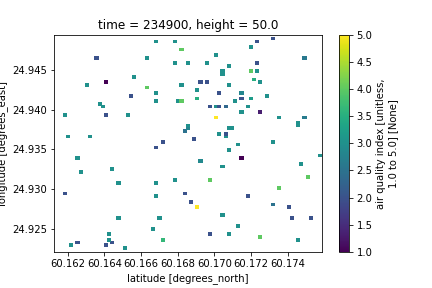 time = 234900, height = 50.0
24.945
24.940
24.935
24.930
24.925
longitude [degrees_east]
60.162 60.164 60.166 60.168 60.170 60.172 60.174
latitude [degrees_north]
5.0
4.5
4.0
3.5
3.0
2.5
2.0
1.5
1.0
air quality index [unitless,
1.0 to 5.0] [None]